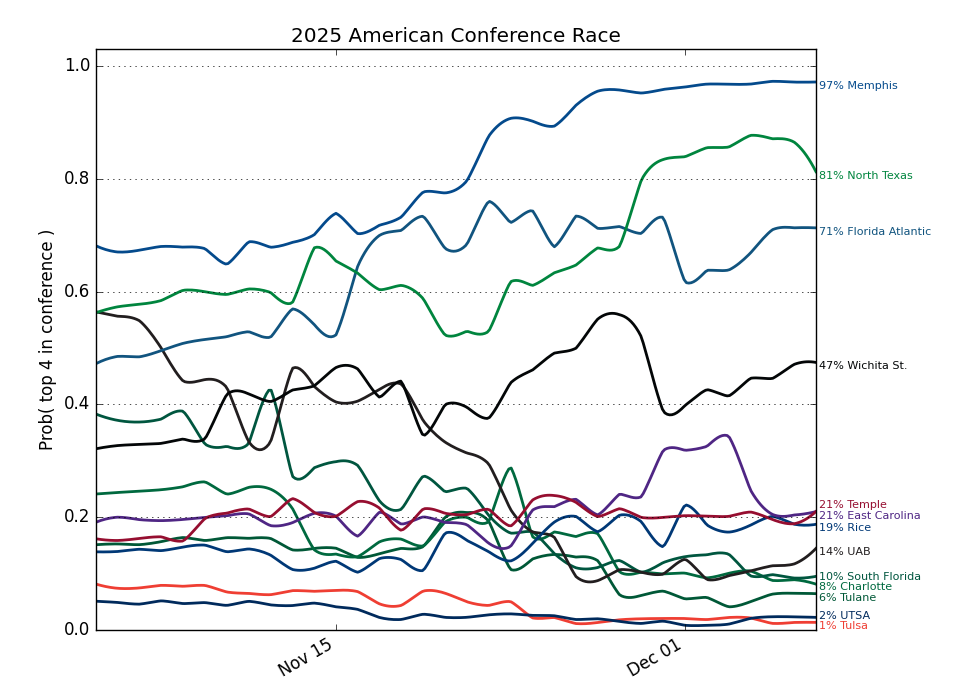 2025 American Conference Race
Prob( top 4 in conference )
1.0
0.8
0.6
0.4
0.2
0.0
Nov 15
Dec 01
97% Memphis
81% North Texas
71% Florida Atlantic
47% Wichita St.
21% Temple
21% East Carolina
19% Rice
14% UAB
10% South Florida
8% Charlotte
6% Tulane
2% UTSA
1% Tulsa